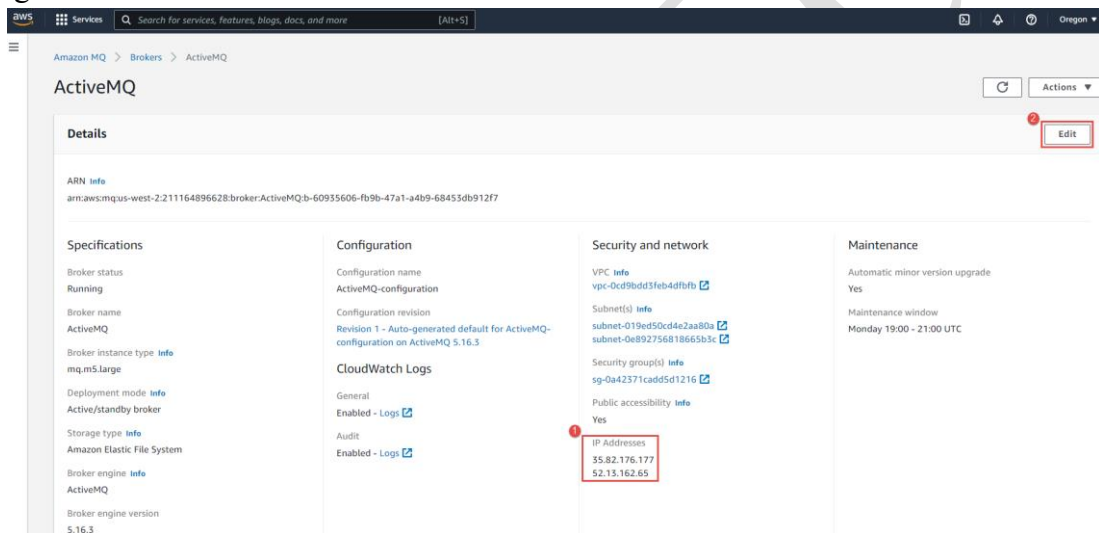 aws
Services
Search for services, features, blogs, docs, and more
[Alt+S]
Oregon
Amazon MQ > Brokers > ActiveMQ
ActiveMQ
Actions
Details
2
Edit
ARN Info
arn:aws:mq:us-west-2:211164896628:broker:ActiveMQ:b-60935606-fb9b-47a1-a4b9-68453db912f7
Specifications
Broker status
Running
Broker name
ActiveMQ
Broker instance type Info
mq.m5.large
Deployment mode Info
Active/standby broker
Storage type Info
Amazon Elastic File System
Broker engine Info
ActiveMQ
Broker engine version
5.16.3
Configuration
Configuration name
ActiveMQ-configuration
Configuration revision
Revision 1 - Auto-generated default for ActiveMQ-
configuration on ActiveMQ 5.16.3
CloudWatch Logs
General
Enabled - Logs
Audit
Enabled - Logs
Security and network
VPC Info
vpc-0cd9bdd3feb4dfbfb
Subnet(s) Info
subnet-019ed50cd4e2aa80a
subnet-0e892756818665b3c
Security group(s) Info
sg-0a42371cadd5d1216
Public accessibility Info
Yes
1
IP Addresses
35.82.176.177
52.13.162.65
Maintenance
Automatic minor version upgrade
Yes
Maintenance window
Monday 19:00 - 21:00 UTC